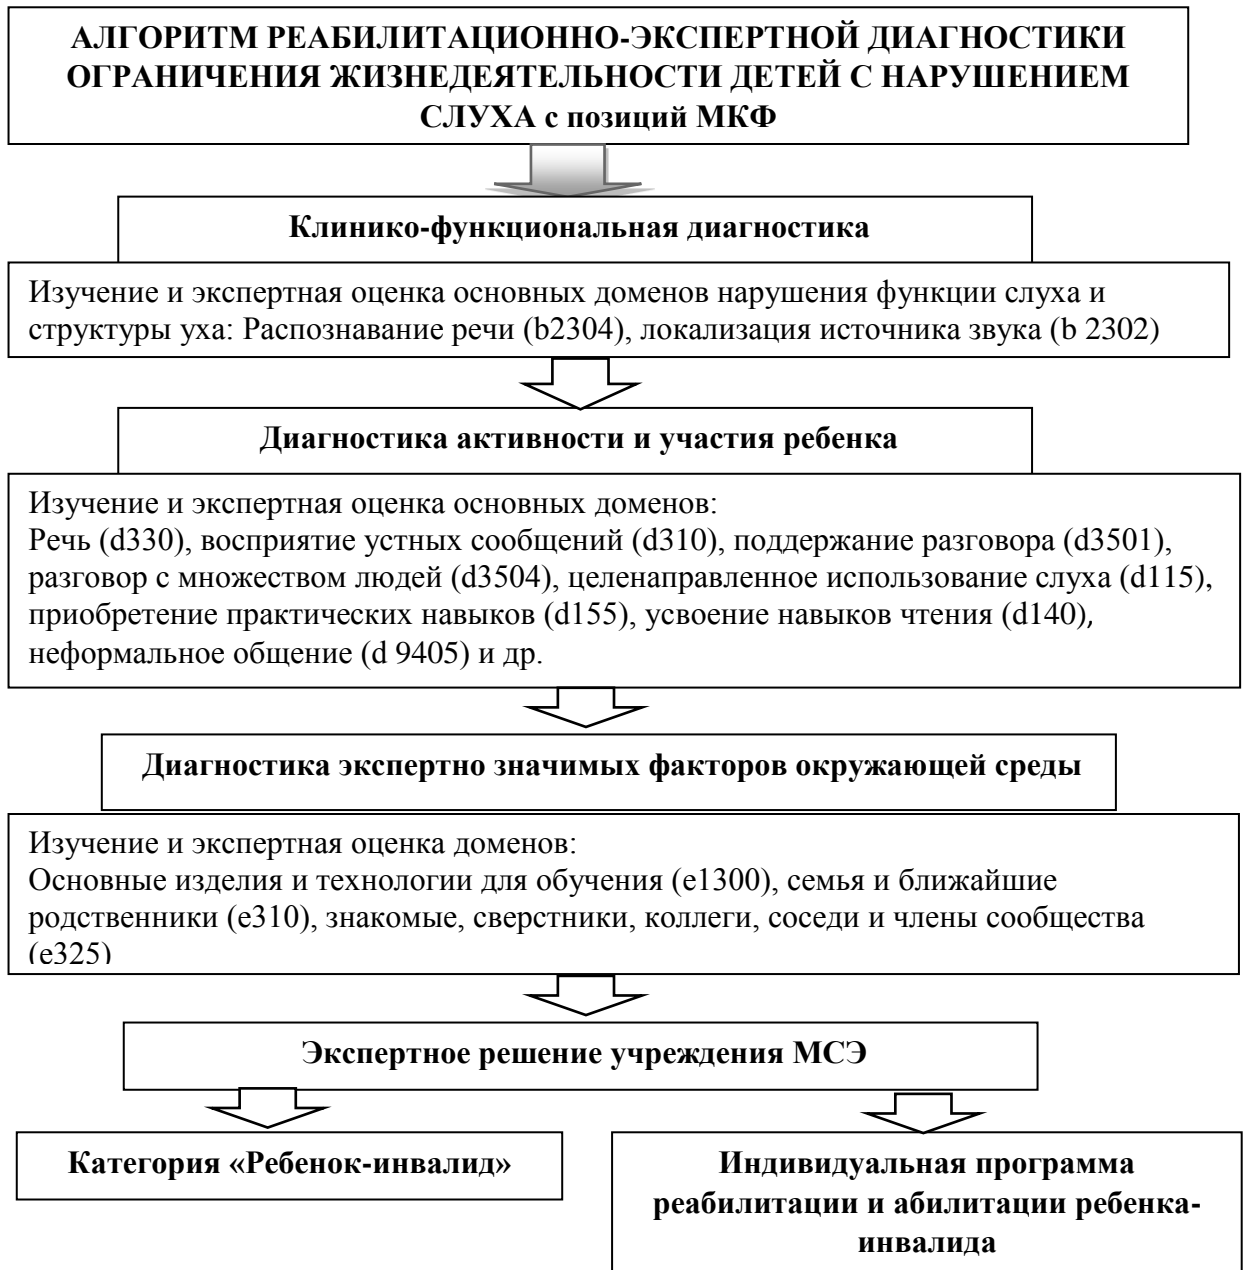 АЛГОРИТМ РЕАБИЛИТАЦИОННО-ЭКСПЕРТНОЙ ДИАГНОСТИКИ
ОГРАНИЧЕНИЯ ЖИЗНЕДЕЯТЕЛЬНОСТИ ДЕТЕЙ С НАРУШЕНИЕМ
СЛУХА с позиций МКФ
Клинико-функциональная диагностика
Изучение и экспертная оценка основных доменов нарушения функции слуха и
структуры уха: Распознавание речи (b2304), локализация источника звука (b 2302)
Диагностика активности и участия ребенка
Изучение и экспертная оценка основных доменов:
Речь (d330), восприятие устных сообщений (d310), поддержание разговора (d3501),
разговор с множеством людей (d3504), целенаправленное использование слуха (d115),
приобретение практических навыков (d155), усвоение навыков чтения (d140),
неформальное общение (d 9405) и др.
Диагностика экспертно значимых факторов окружающей среды
Изучение и экспертная оценка доменов:
Основные изделия и технологии для обучения (е1300), семья и ближайшие
родственники (е310), знакомые, сверстники, коллеги, соседи и члены сообщества
(е325)
Экспертное решение учреждения МСЭ
Категория «Ребенок-инвалид»
Индивидуальная программа
реабилитации и абилитации ребенка-
инвалида